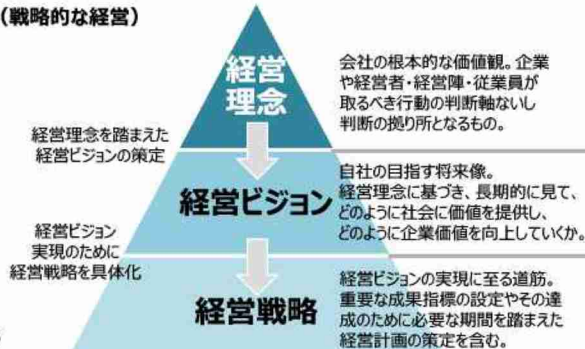 (戦略的な経営)
経営
理念
会社の根本的な価値観。企業
や経営者・経営陣・従業員が
取るべき行動の判断軸ないし
判断の拠り所となるもの。
経営理念を踏まえた
経営ビジョンの策定
経営ビジョン
自社の目指す将来像。
経営理念に基づき、長期的に見て、
どのように社会に価値を提供し、
どのように企業価値を向上していくか。
経営ビジョン
実現のために
経営戦略を具体化
経営戦略
経営ビジョンの実現に至る道筋。
重要な成果指標の設定やその達
成のために必要な期間を踏まえた
経営計画の策定を含む。